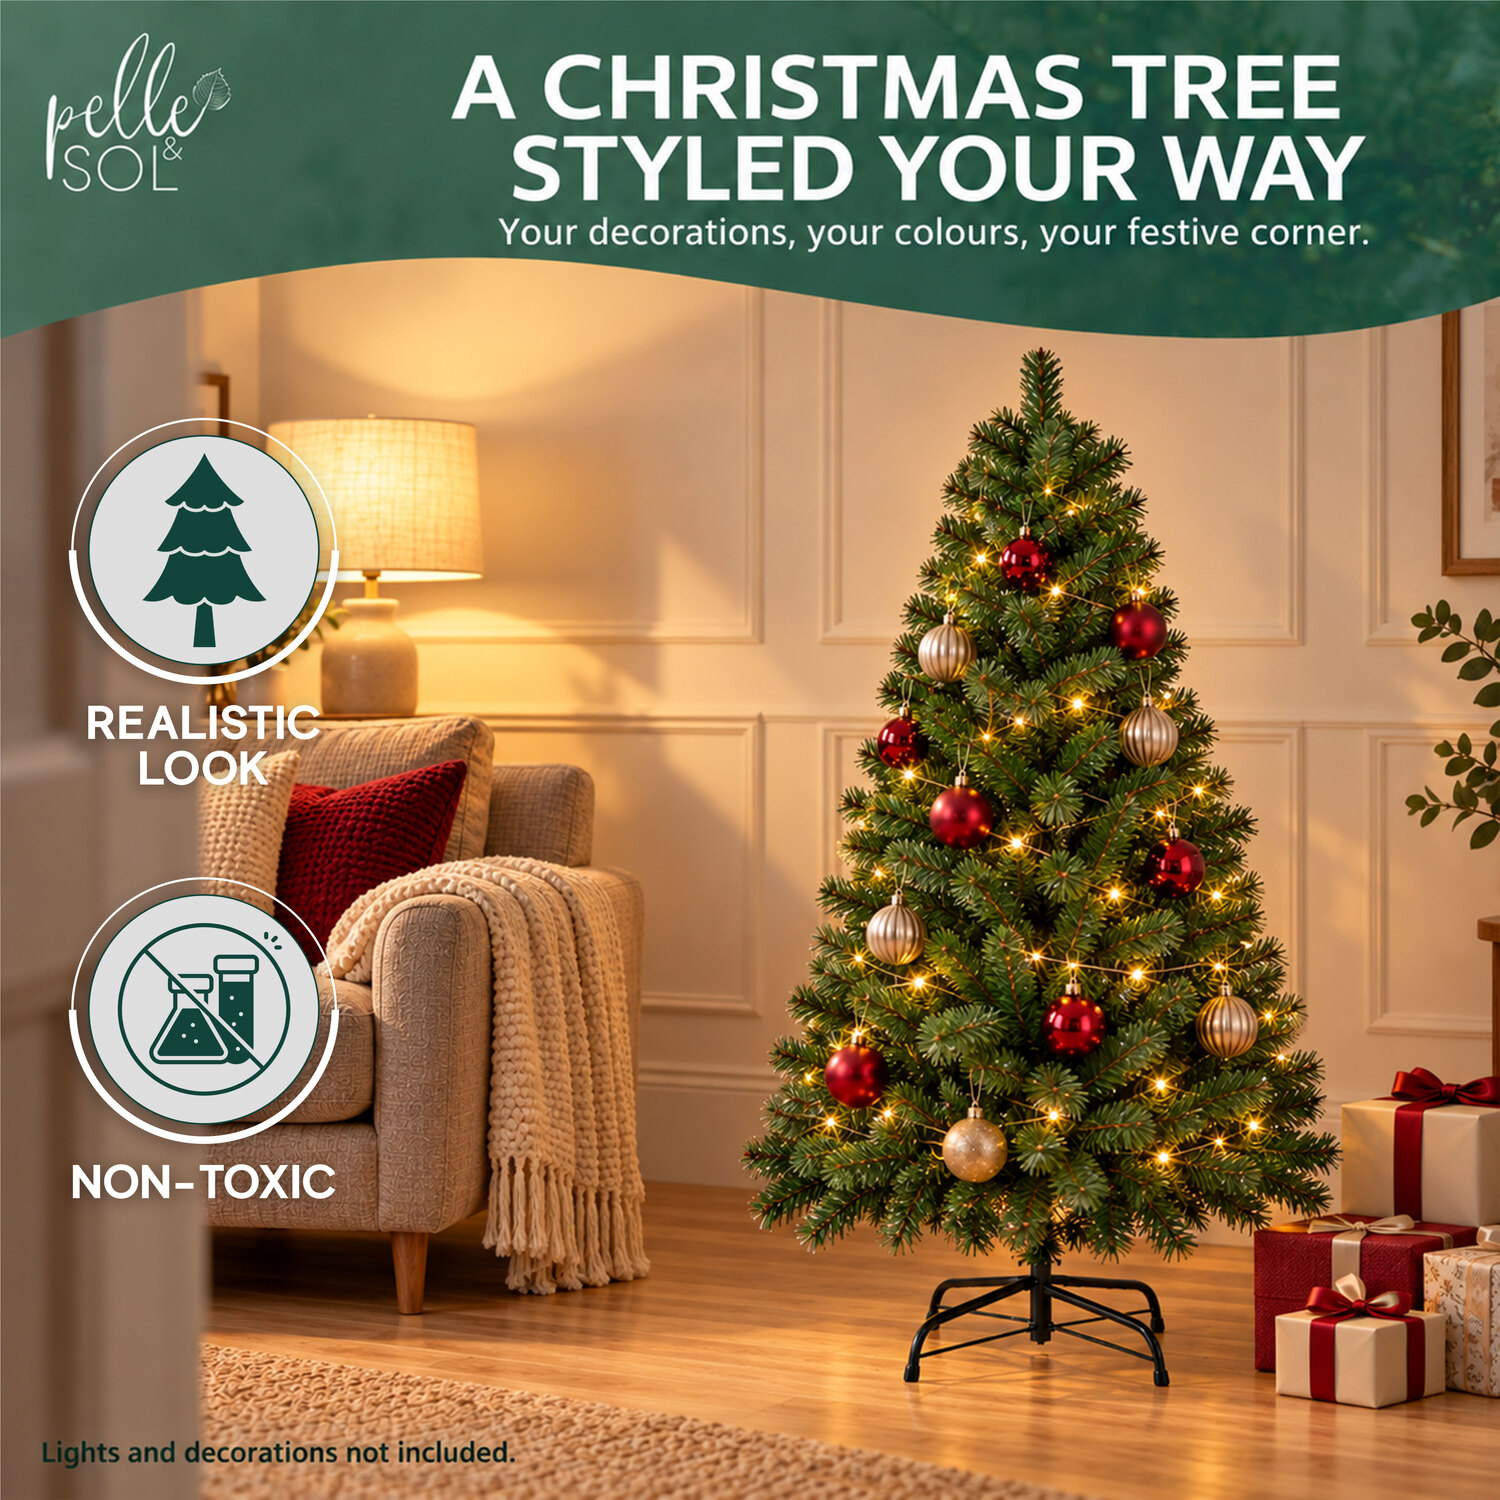 pelle
& SOL
A CHRISTMAS TREE
STYLED YOUR WAY
Your decorations, your colours, your festive corner.
REALISTIC
LOOK
NON-TOXIC
Lights and decorations not included.